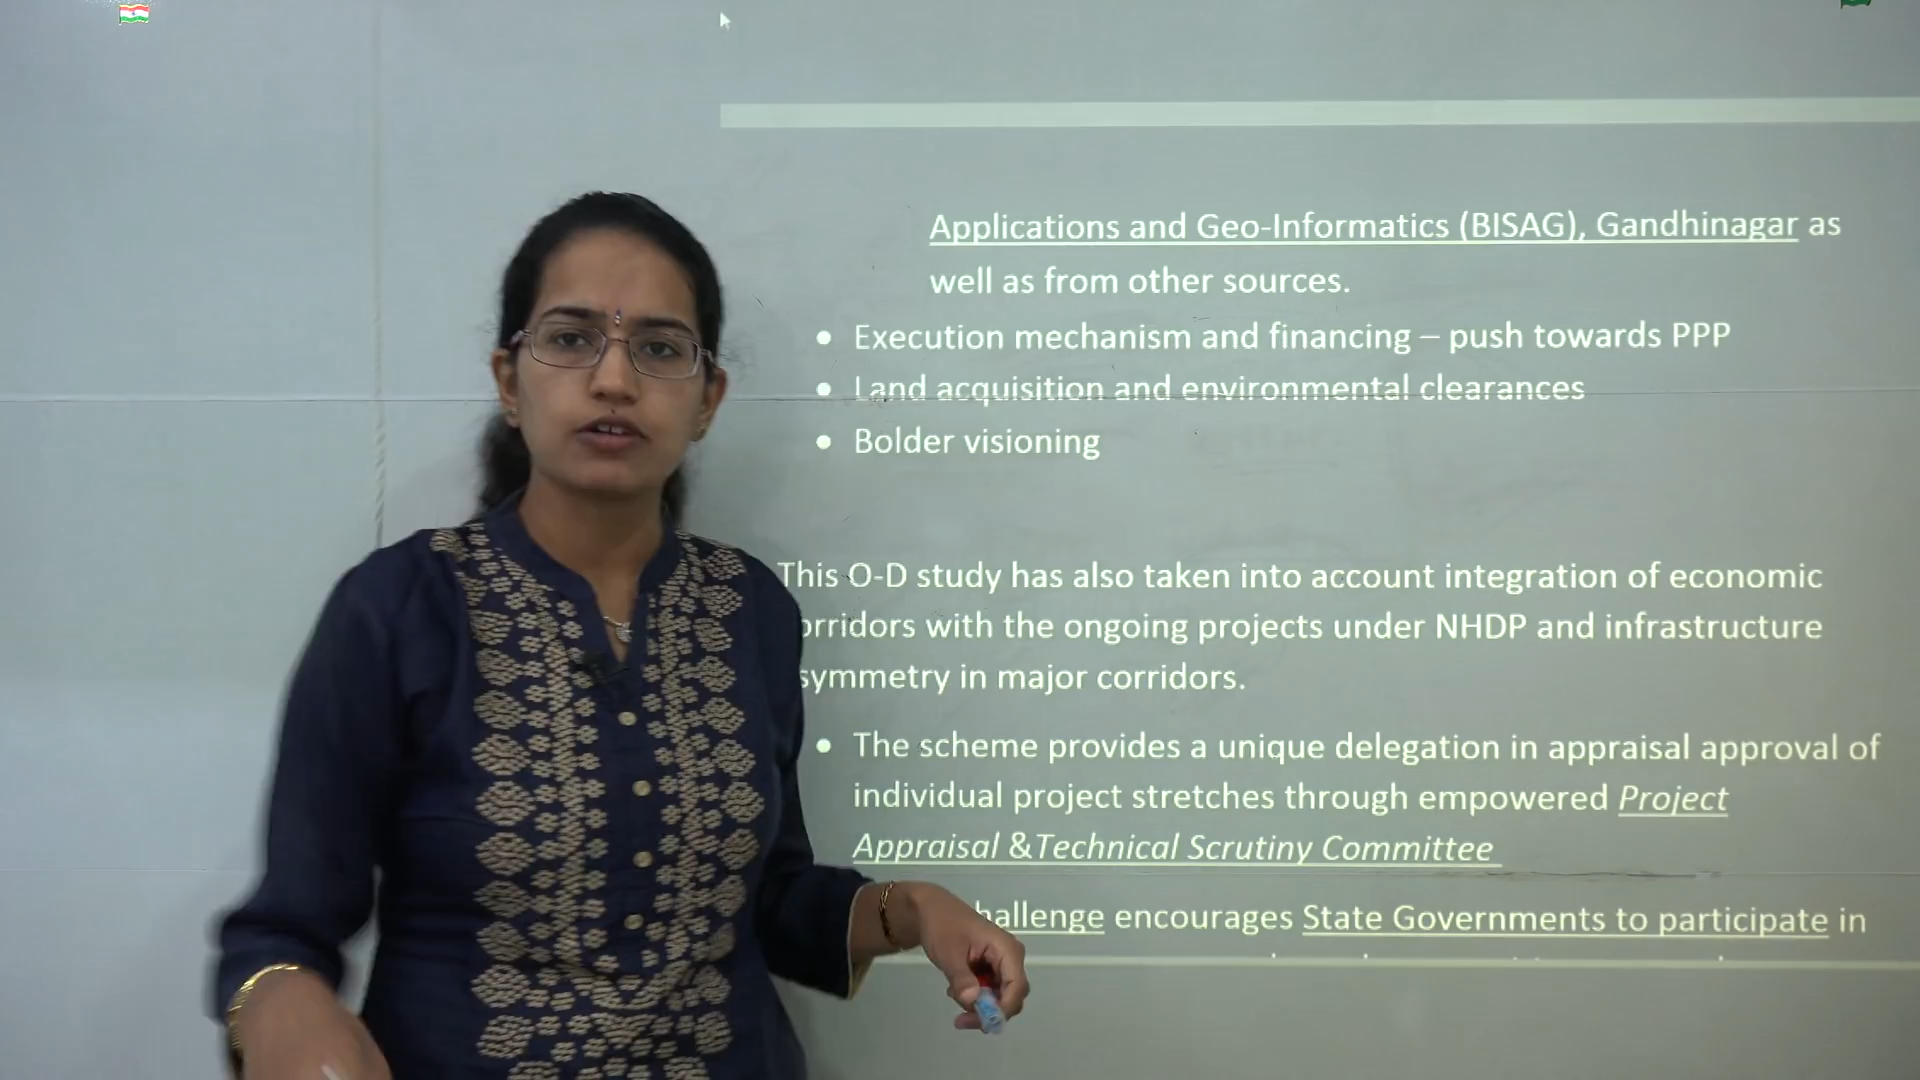 Applications and Geo-Informatics (BISAG), Gandhinagar as
well as from other sources.
• Execution mechanism and financing – push towards PPP
• Land acquisition and environmental clearances
• Bolder visioning
This O-D study has also taken into account integration of economic
orridors with the ongoing projects under NHDP and infrastructure
symmetry in major corridors.
• The scheme provides a unique delegation in appraisal approval of
individual project stretches through empowered Project
Appraisal &Technical Scrutiny Committee
hallenge encourages State Governments to participate in